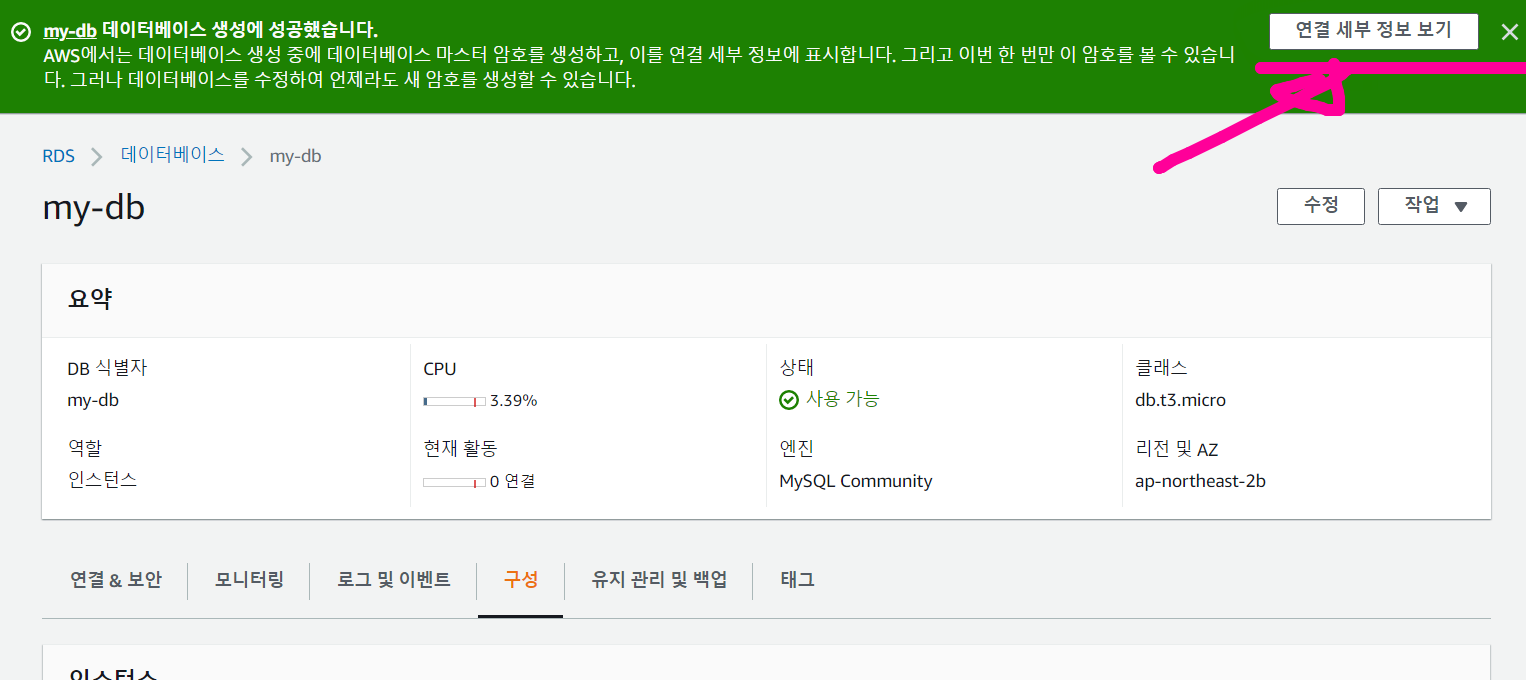 my-db 데이터베이스 생성에 성공했습니다.
AWS에서는 데이터베이스 생성 중에 데이터베이스 마스터 암호를 생성하고, 이를 연결 세부 정보에 표시합니다. 그리고 이번 한 번만 이 암호를 볼 수 있습니
다. 그러나 데이터베이스를 수정하여 언제라도 새 암호를 생성할 수 있습니다.
연결 세부 정보 보기
RDS 데이터베이스 my-db
my-db
수정 작업
요약
DB 식별자
my-db
역할
인스턴스
CPU
3.39%
현재 활동
0 연결
상태
사용 가능
엔진
MySQL Community
클래스
db.t3.micro
리전 및 AZ
ap-northeast-2b
연결 & 보안 모니터링 로그 및 이벤트 구성 유지 관리 및 백업 태그
인스턴스